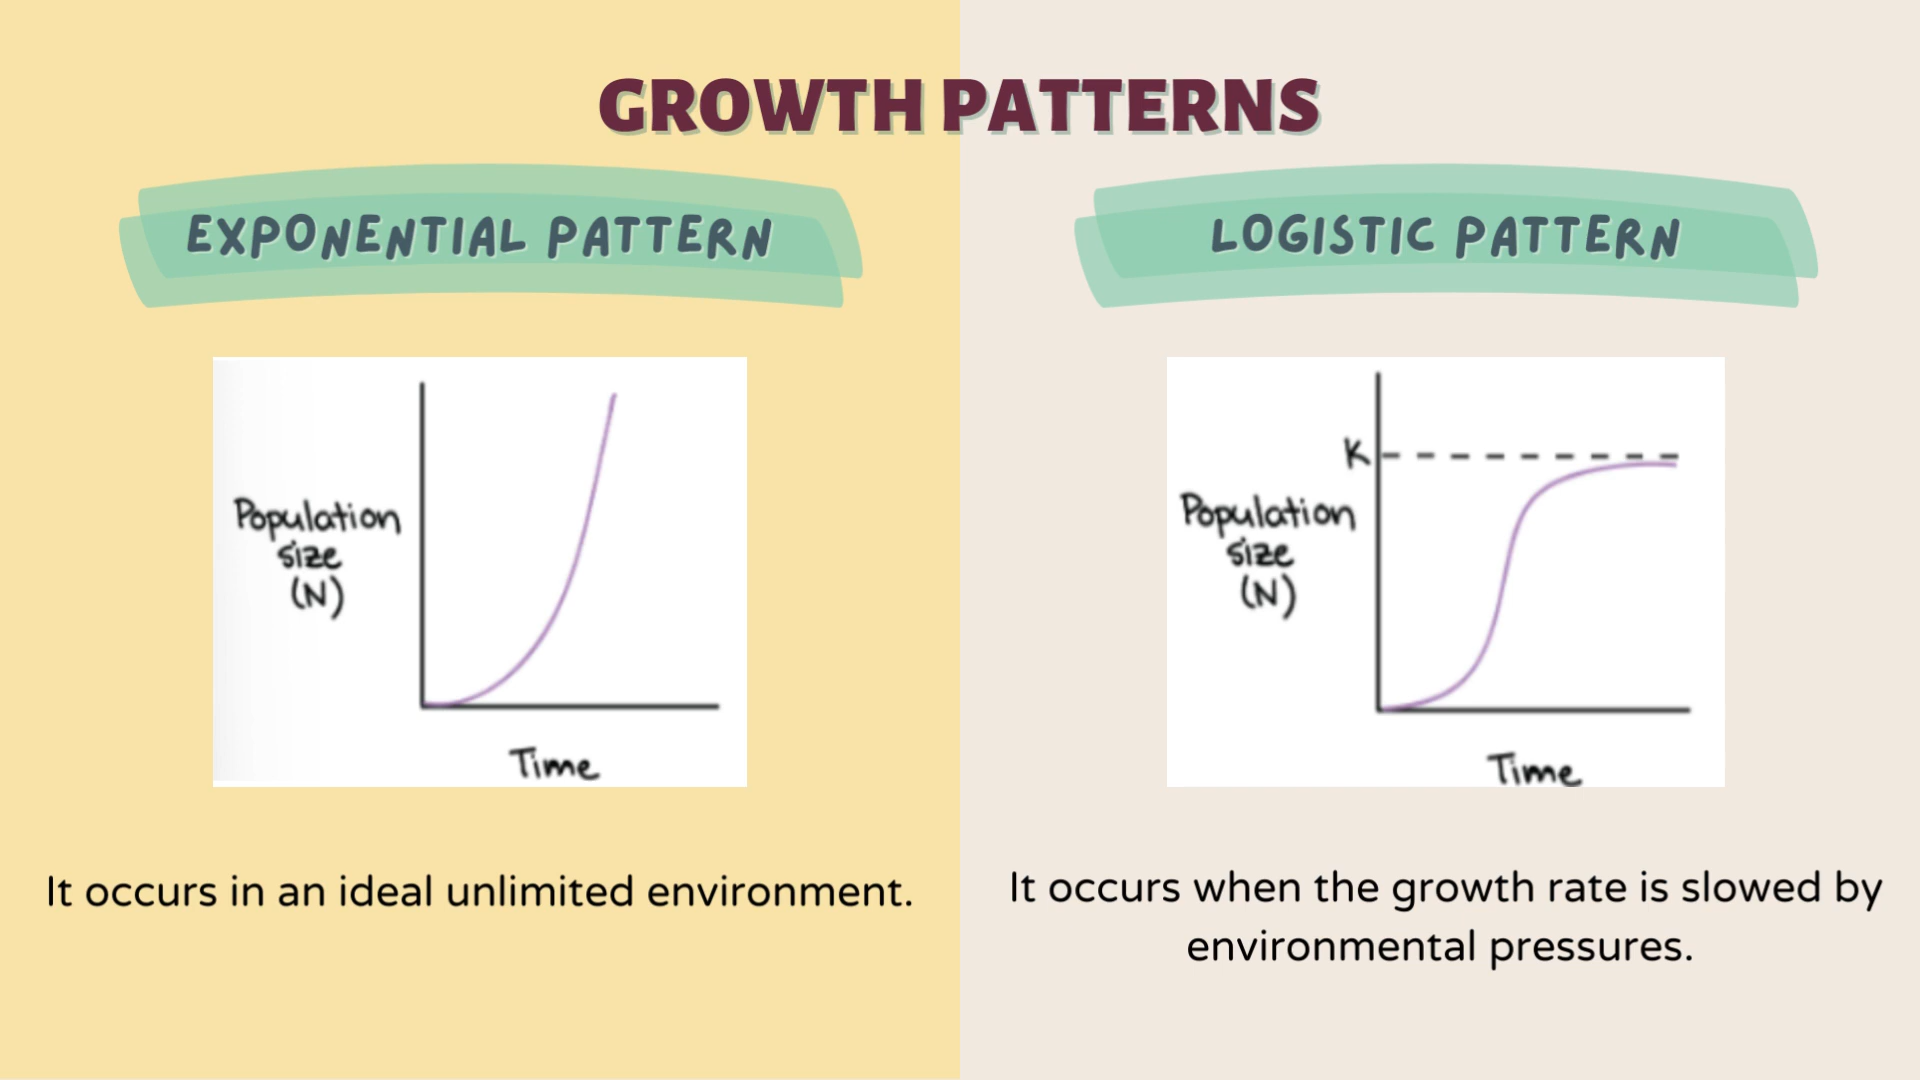 GROWTH PATTERNS
EXPONENTIAL PATTERN
Population
size
(N)
Time
It occurs in an ideal unlimited environment.
LOGISTIC PATTERN
K
Population
size
(N)
Time
It occurs when the growth rate is slowed by
environmental pressures.